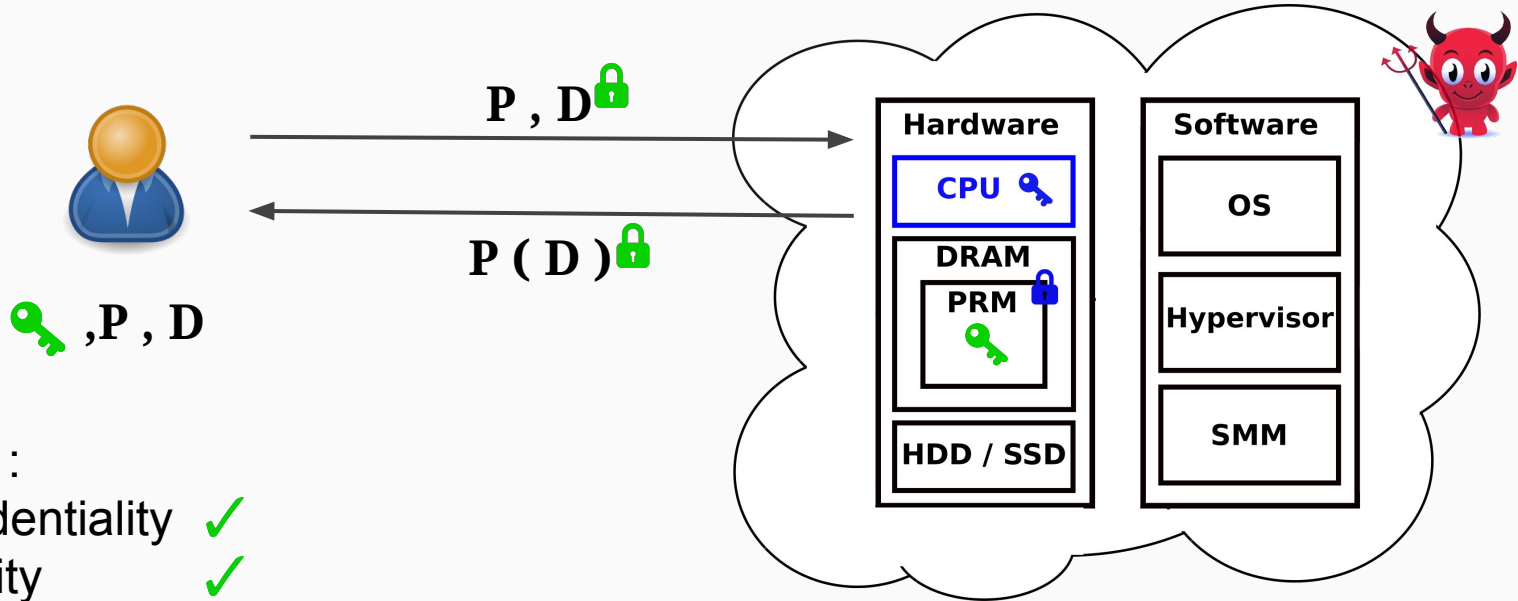 P , D
P ( D )
,P , D
:
dentiality ✓
ity ✓
Hardware
CPU
DRAM
PRM
HDD / SSD
Software
OS
Hypervisor
SMM